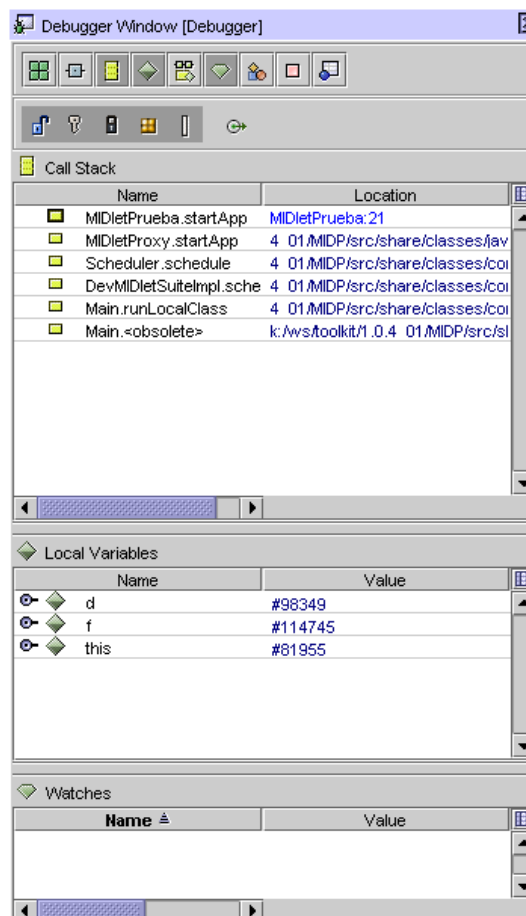 Debugger Window [Debugger]
Call Stack
Name Location
MIDletPrueba.startApp MIDletPrueba:21
MIDletProxy.startApp 4_01/MIDP/src/share/classes/jav
Scheduler.schedule 4_01/MIDP/src/share/classes/cor
DevMIDletSuiteImpl.sche 4_01/MIDP/src/share/classes/cor
Main.runLocalClass 4_01/MIDP/src/share/classes/cor
Main.<obsolete> k:/ws/toolkit/1.0.4_01/MIDP/src/sl
Local Variables
Name Value
d #98349
f #114745
this #81955
Watches
Name Value